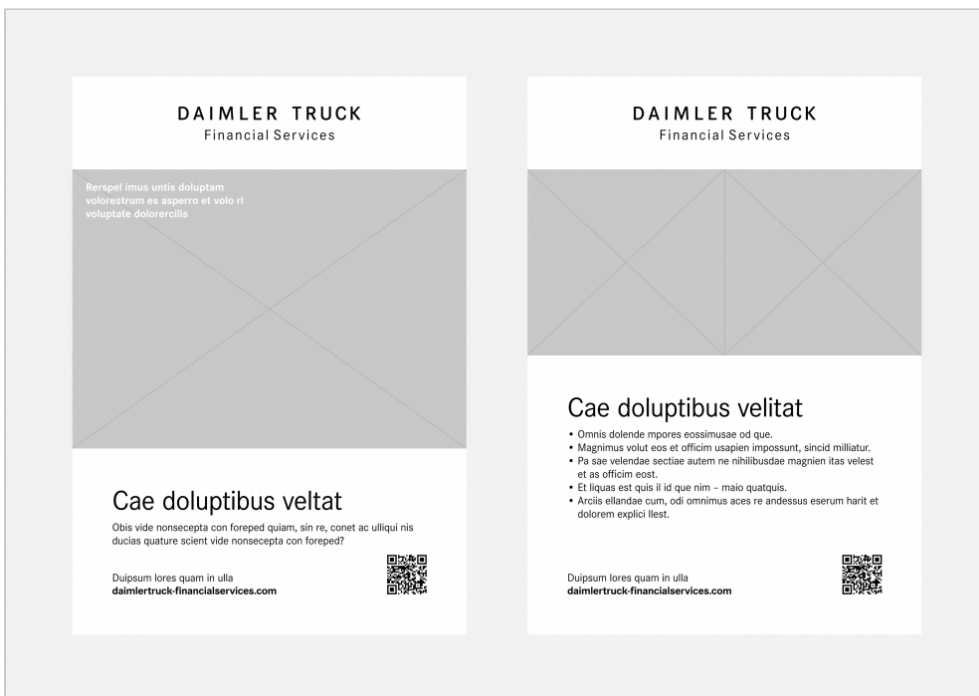 DAIMLER TRUCK
Financial Services
Rerspel imus untis doluptam
volorestrum es asperro et volo ri
voluptate dolorercilis
Cae doluptibus veltat
Obis vide nonsecepta con foreped quiam, sin re, conet ac ulliqui nis
ducias quature scient vide nonsecepta con foreped?
Duipsum lores quam in ulla
daimlertruck-financialservices.com
DAIMLER TRUCK
Financial Services
Cae doluptibus velitat
• Omnis dolende mpores eossimusae od que.
• Magnimus volut eos et officim usapien impossunt, sincid milliatur.
• Pa sae velendae sectiae autem ne nihilibusdae magnien itas velest
et as officim eost.
• Et liquas est quis il id que nim – maio quatquis.
• Arciis ellandae cum, odi omnimus aces re andessus eserum harit et
dolorem explici llest.
Duipsum lores quam in ulla
daimlertruck-financialservices.com